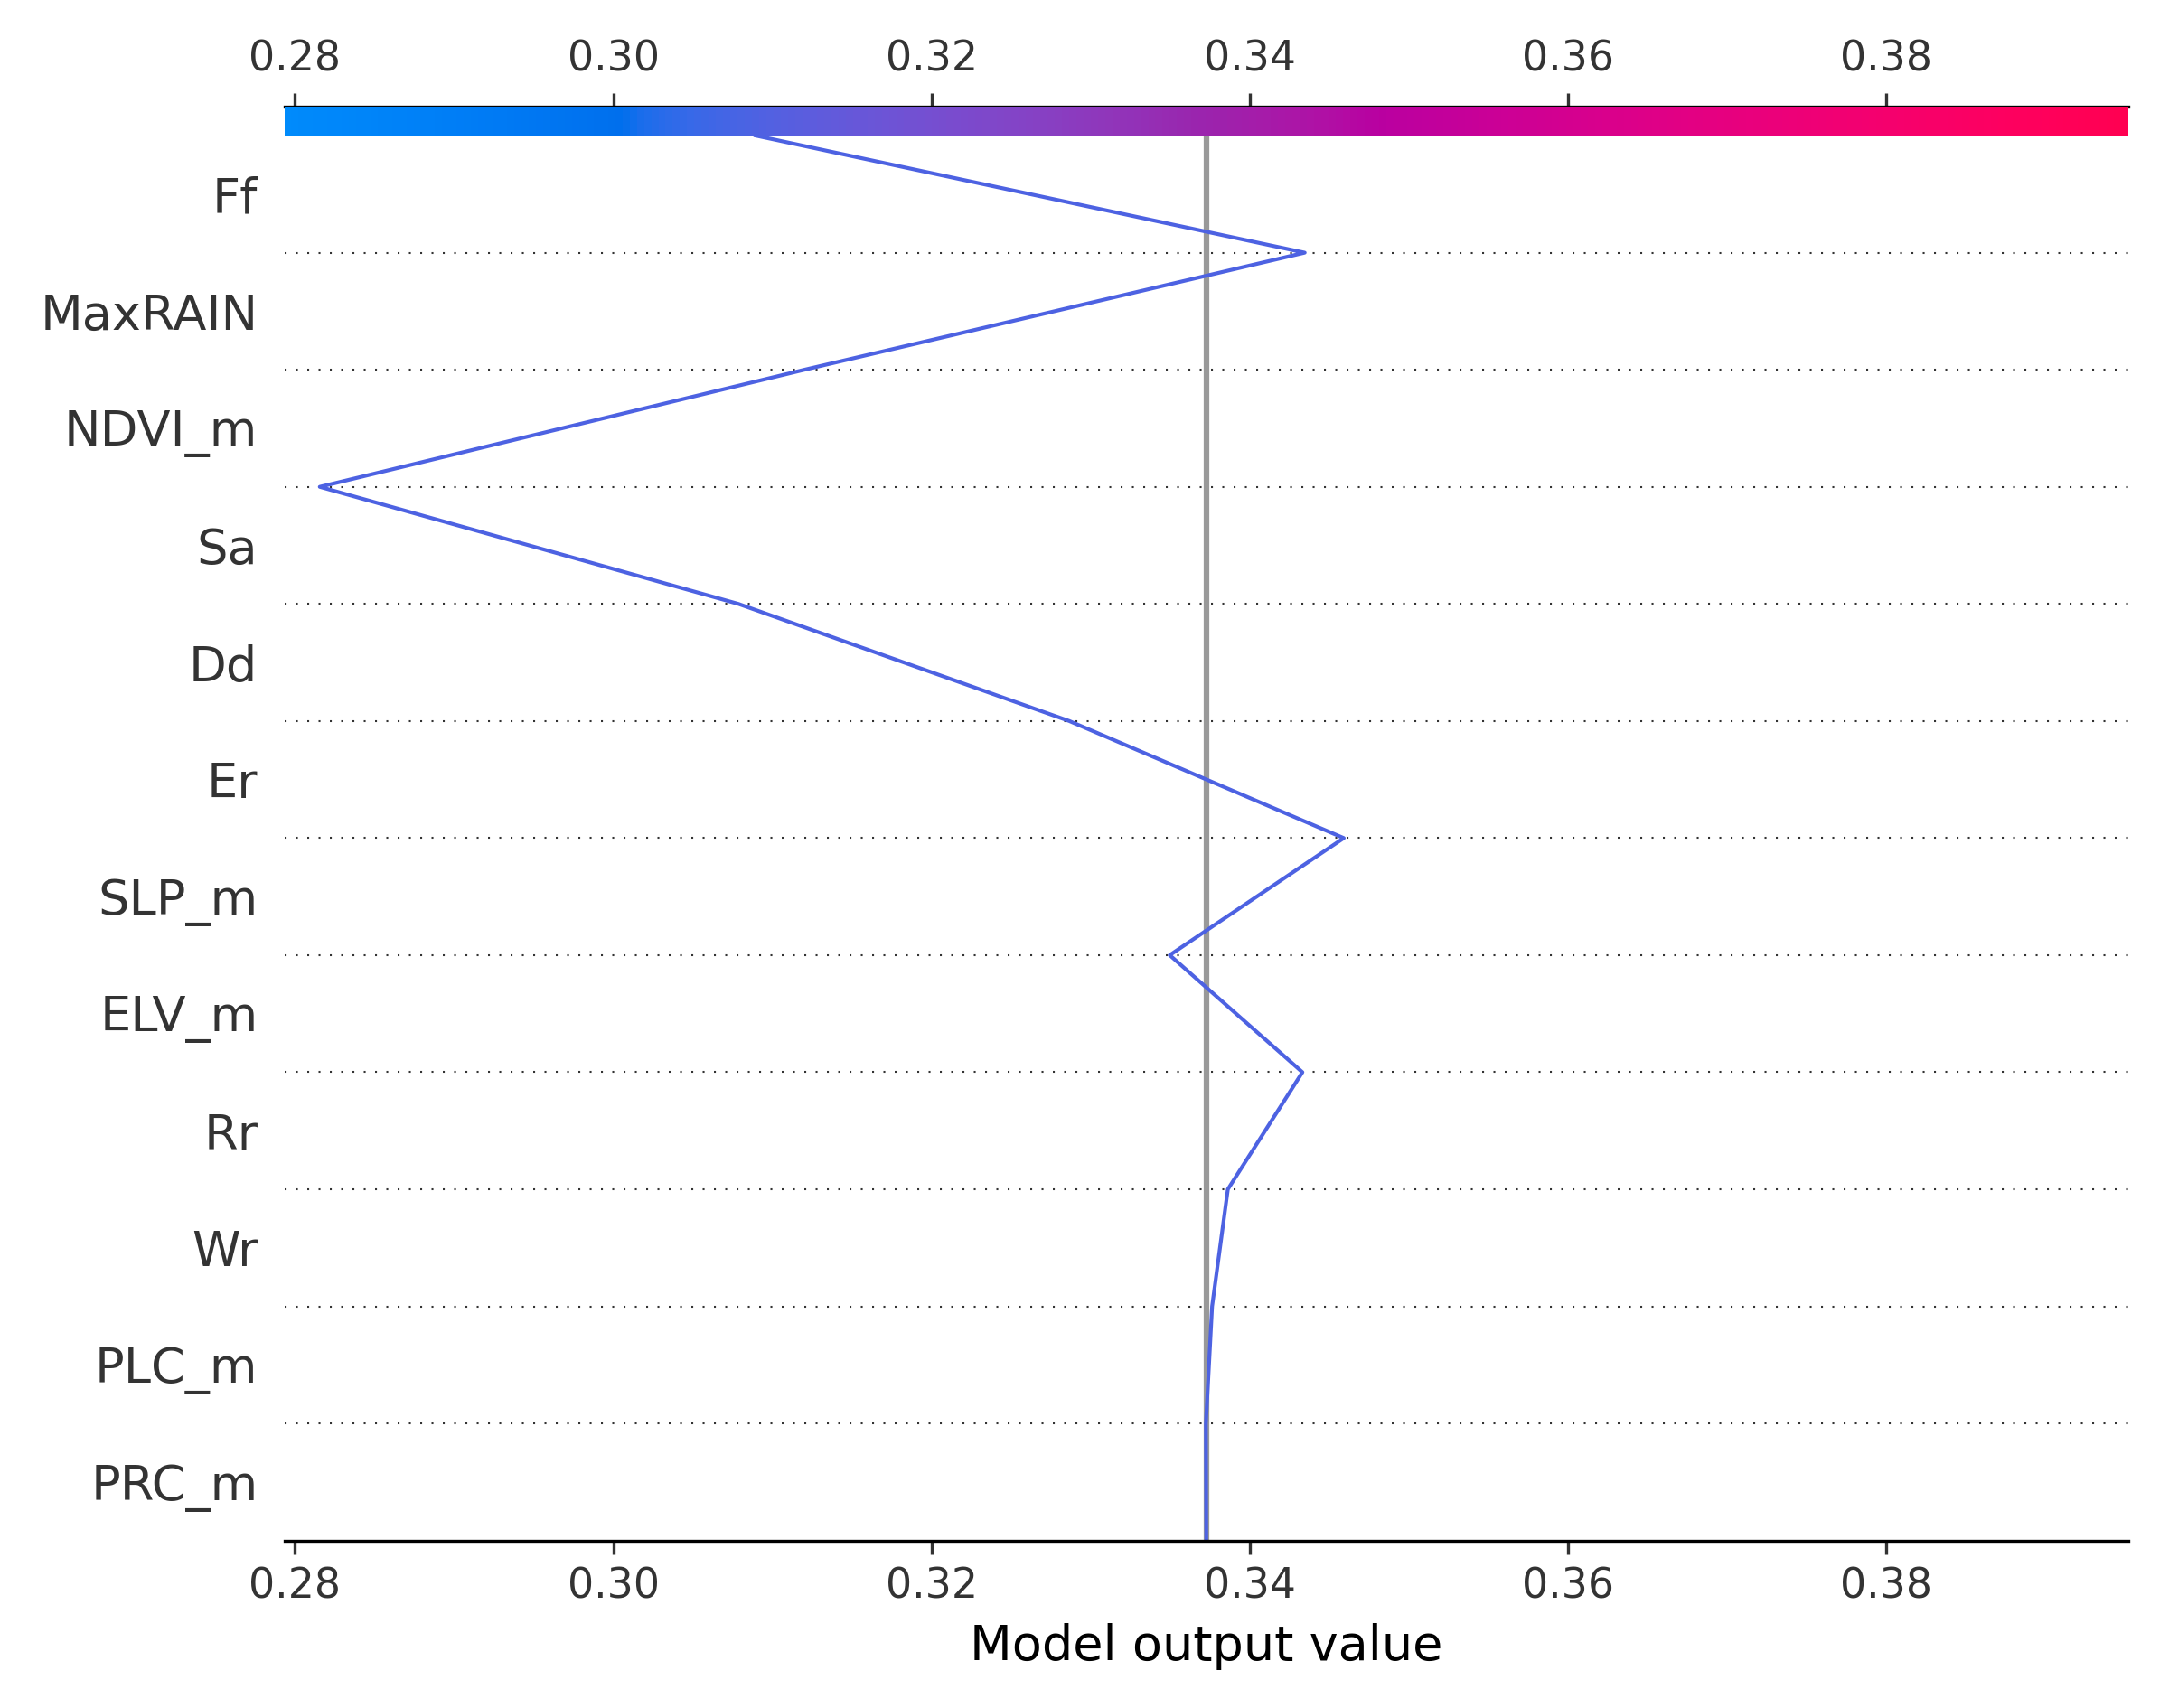 0.28 0.30 0.32 0.34 0.36 0.38
Ff
MaxRAIN
NDVI_m
Sa
Dd
Er
SLP_m
ELV_m
Rr
Wr
PLC_m
PRC_m
0.28 0.30 0.32 0.34 0.36 0.38
Model output value